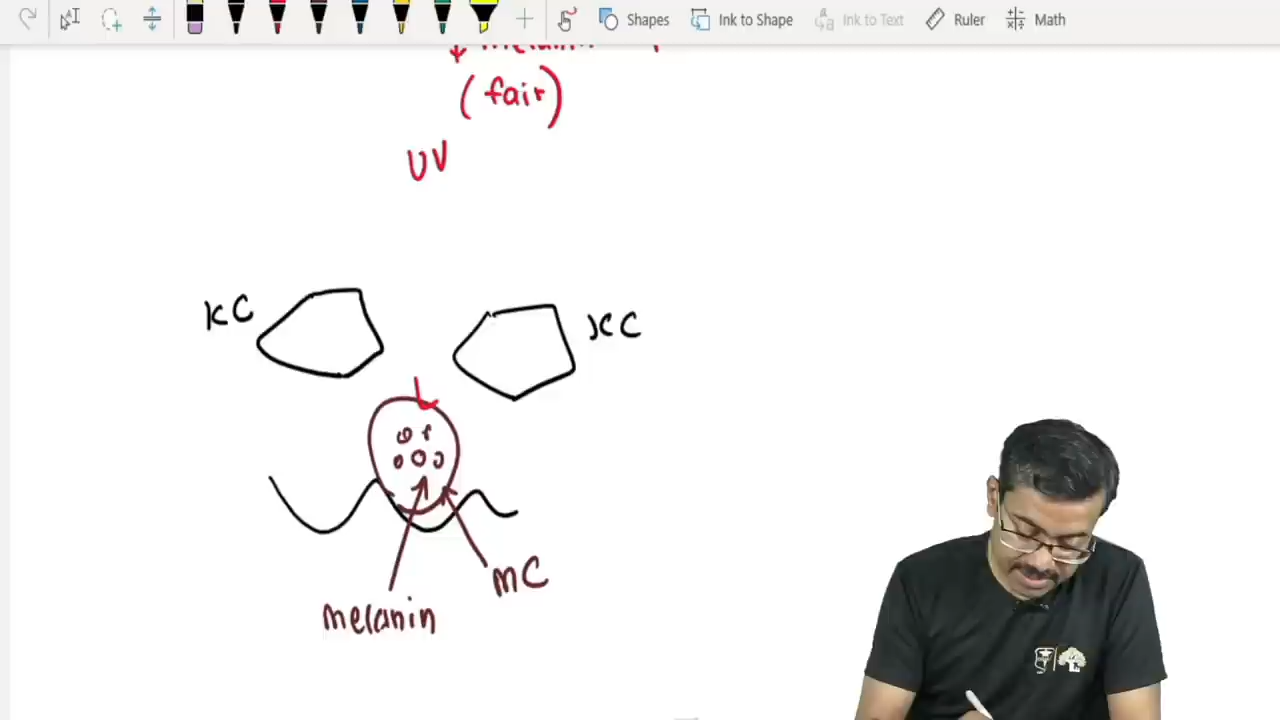 Shapes Ink to Shape Ink to Text Ruler Math
(fair)
UV
KC KC
melanin MC